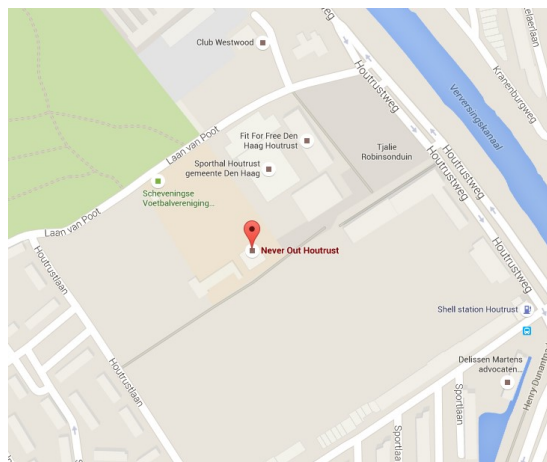 Houtrustweg
Club Westwood
Kranenburgweg
Verversingskanaal
Houtrustweg
Fit For Free Den
Haag Houtrust
Laan van Poot
Tjalie
Robinsonduin
Houtrustweg
Sporthal Houtrust
gemeente Den Haag
Scheveningse
Voetbalvereniging...
Laan van Poot
Never Out Houtrust
Houtrustlaan
Houtrustweg
Shell station Houtrust
Houtrustlaan
Delissen Martens
advocaten...
Sportlaan
Sportlaa